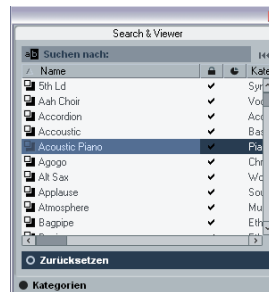 Search & Viewer
Suchen nach:
Name
5th Ld
Aah Choir
Accordion
Accoustic
Acoustic Piano
Agogo
Alt Sax
Applause
Atmosphere
Bagpipe
Zurücksetzen
Kategorien